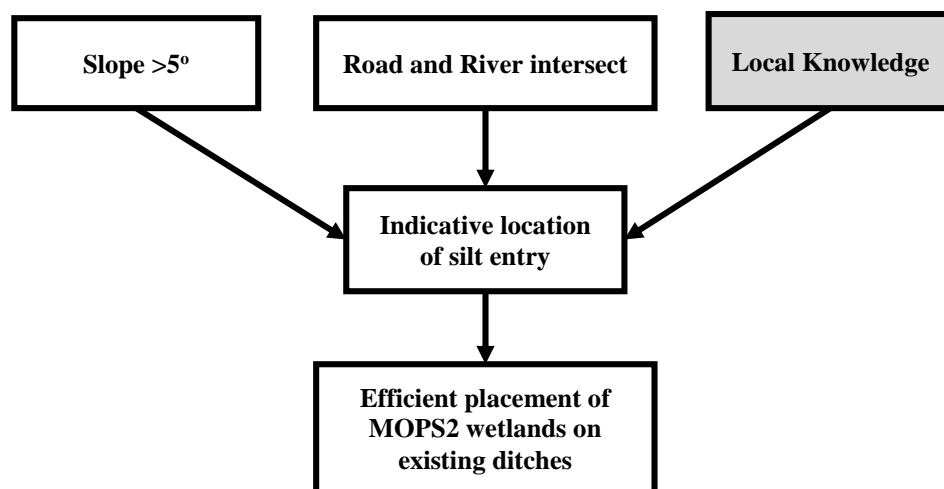 Slope >5º
Road and River intersect
Local Knowledge
Indicative location
of silt entry
Efficient placement of
MOPS2 wetlands on
existing ditches